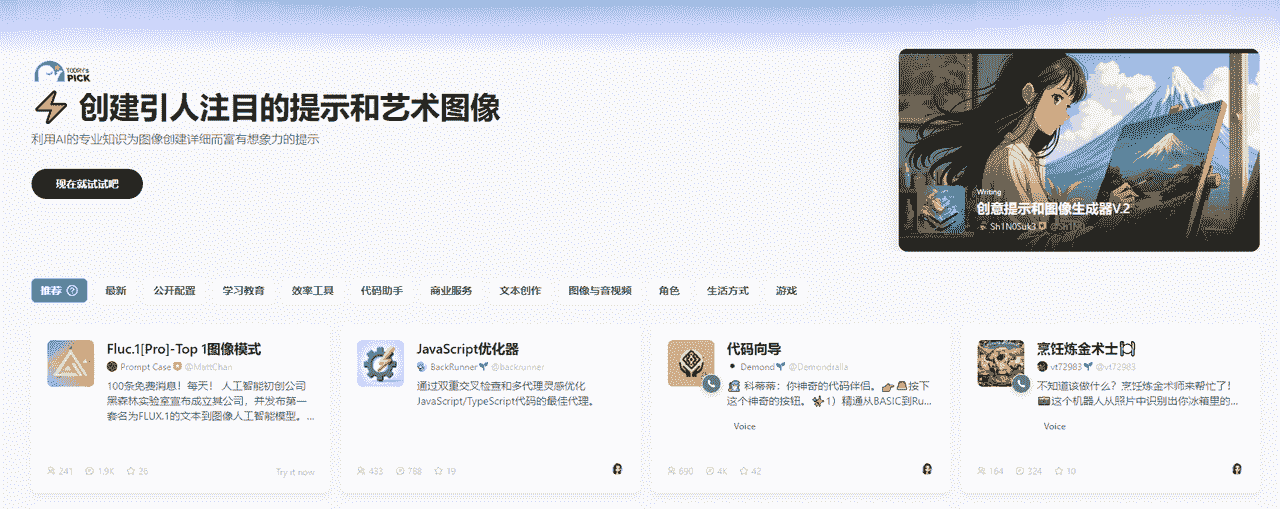 TODAY's
PICK
⚡ 创建引人注目的提示和艺术图像
利用AI的专业知识为图像创建详细而富有想象力的提示
现在就试试吧
Writing
创意提示和图像生成器V.2
Sh1N0Suk3 @Sh1N0
推荐 ?
最新
公开配置
学习教育
效率工具
代码助手
商业服务
文本创作
图像与音视频
角色
生活方式
游戏
Fluc.1[Pro]-Top 1图像模式
Prompt Case @MattChan
100条免费消息！每天！ 人工智能初创公司
黑森林实验室宣布成立其公司，并发布第一
套名为FLUX.1的文本到图像人工智能模型。...
241 1.9K 26
Try it now
JavaScript优化器
BackRunner @backrunner
通过双重交叉检查和多代理灵感优化
JavaScript/TypeScript代码的最佳代理。
433 788 19
代码向导
Demond @Demondralla
科蒂蒂：你神奇的代码伴侣。按下
这个神奇的按钮。1）精通从BASIC到Ru...
Voice
690 4K 42
烹饪炼金术士
vt72983 @vt72983
不知道该做什么？烹饪炼金术师来帮忙了！
这个机器人从照片中识别出你冰箱里的...
Voice
164 324 10